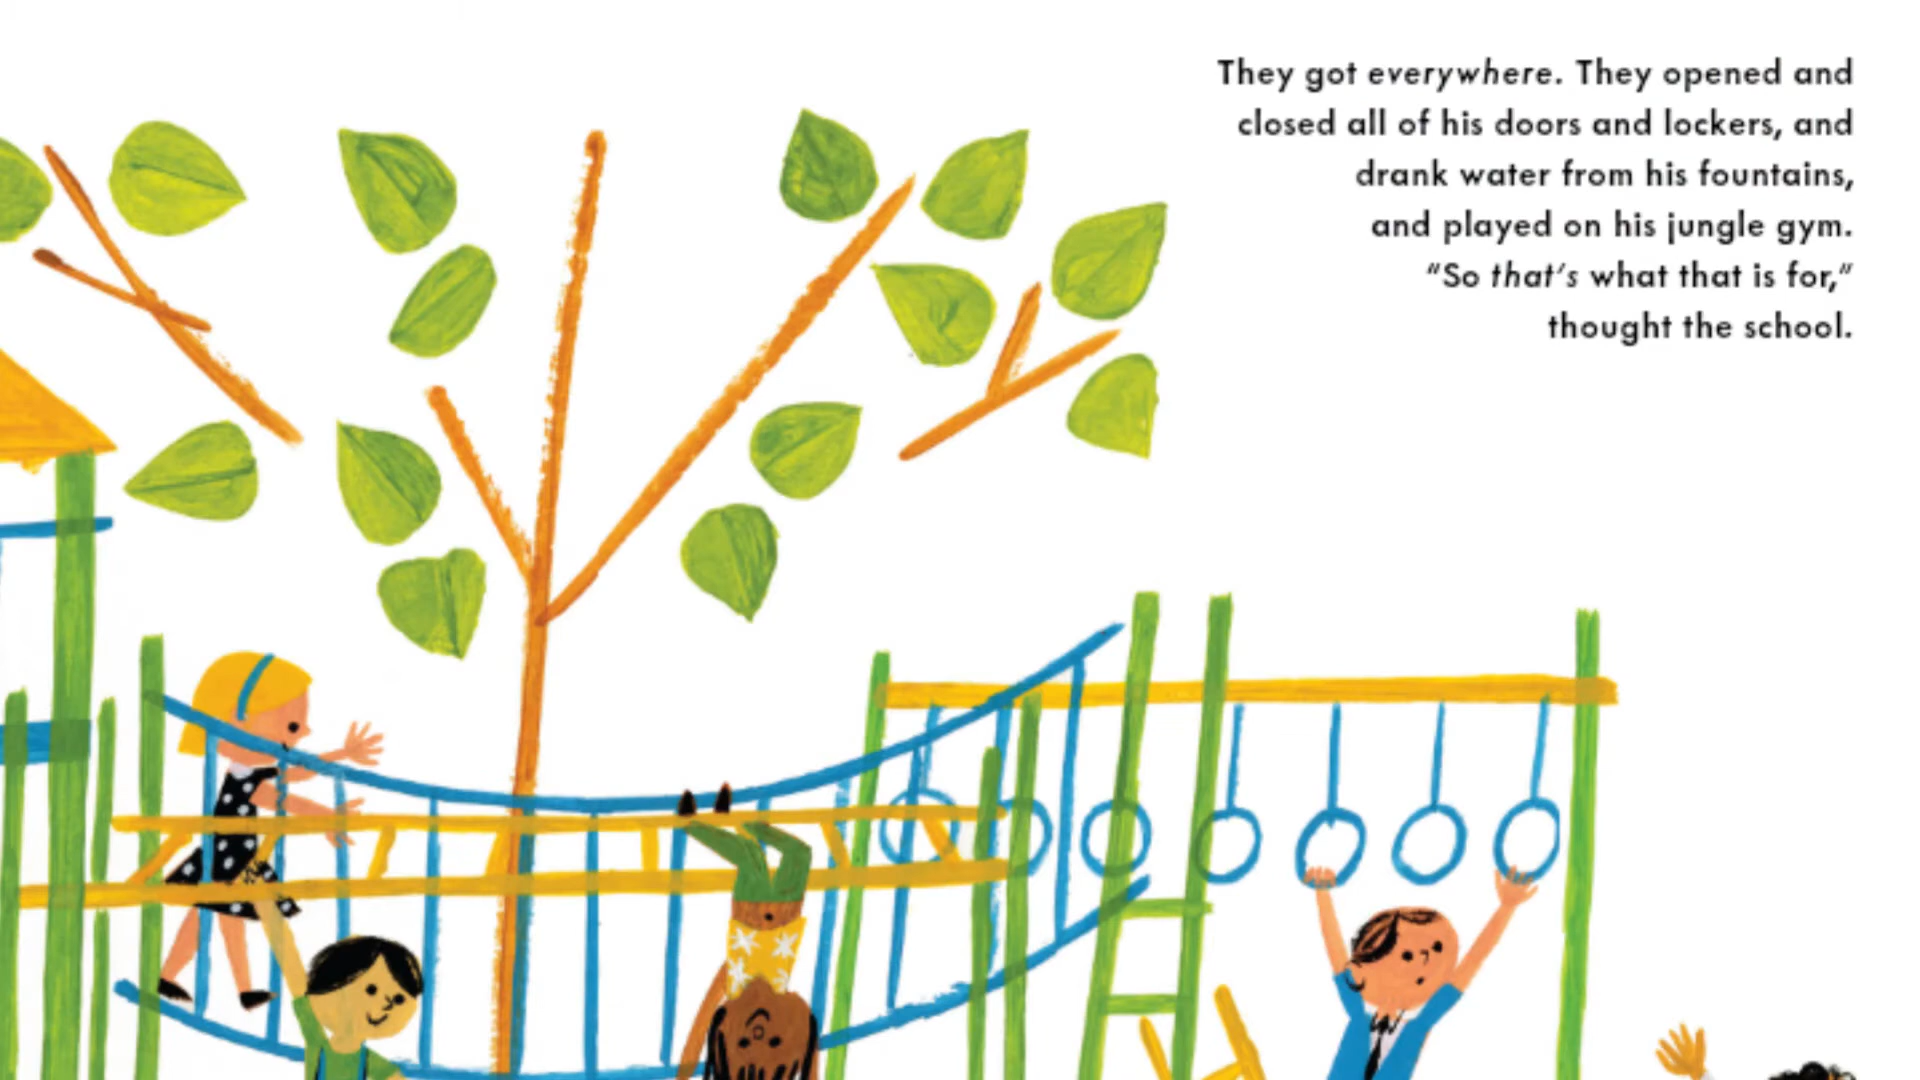 They got everywhere. They opened and
closed all of his doors and lockers, and
drank water from his fountains,
and played on his jungle gym.
“So that’s what that is for,”
thought the school.